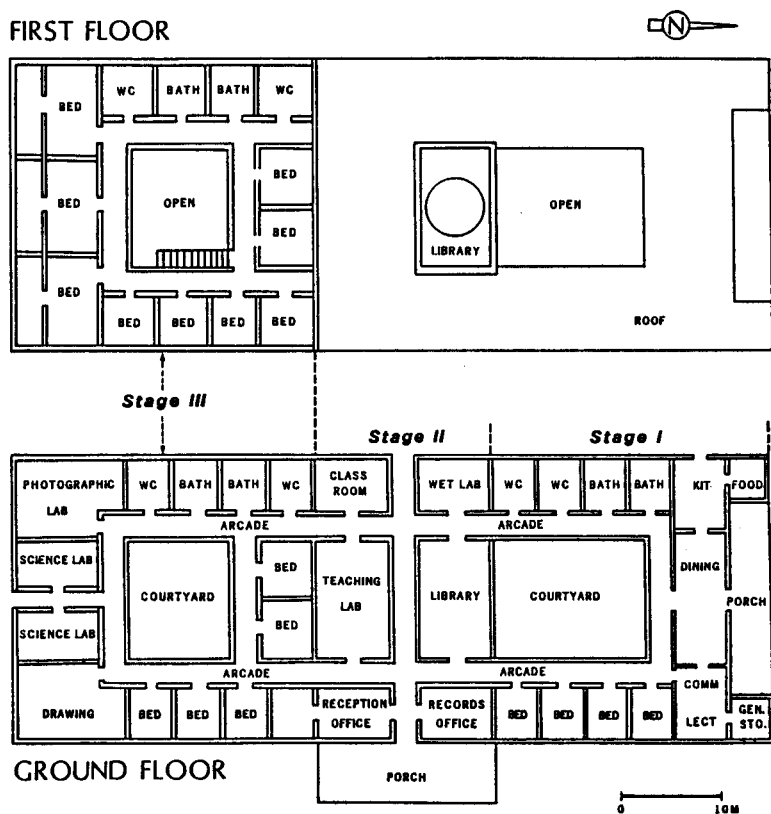 FIRST FLOOR
N
WC BATH BATH WC
BED
BED
BED
OPEN
OPEN
BED
BED
LIBRARY
BED
BED BED BED BED
ROOF
Stage III
Stage II
Stage I
PHOTOGRAPHIC
LAB
WC BATH BATH WC
CLASS
ROOM
WET LAB
WC WC BATH BATH
KIT.
FOOD
ARCADE
ARCADE
SCIENCE LAB
COURTYARD
BED
BED
TEACHING
LAB
LIBRARY
COURTYARD
DINING
PORCH
SCIENCE LAB
ARCADE
ARCADE
DRAWING
BED BED BED
RECEPTION
OFFICE
RECORDS
OFFICE
BED BED BED BED
COMM
LECT
GEN.
STO.
GROUND FLOOR
PORCH
0 10M